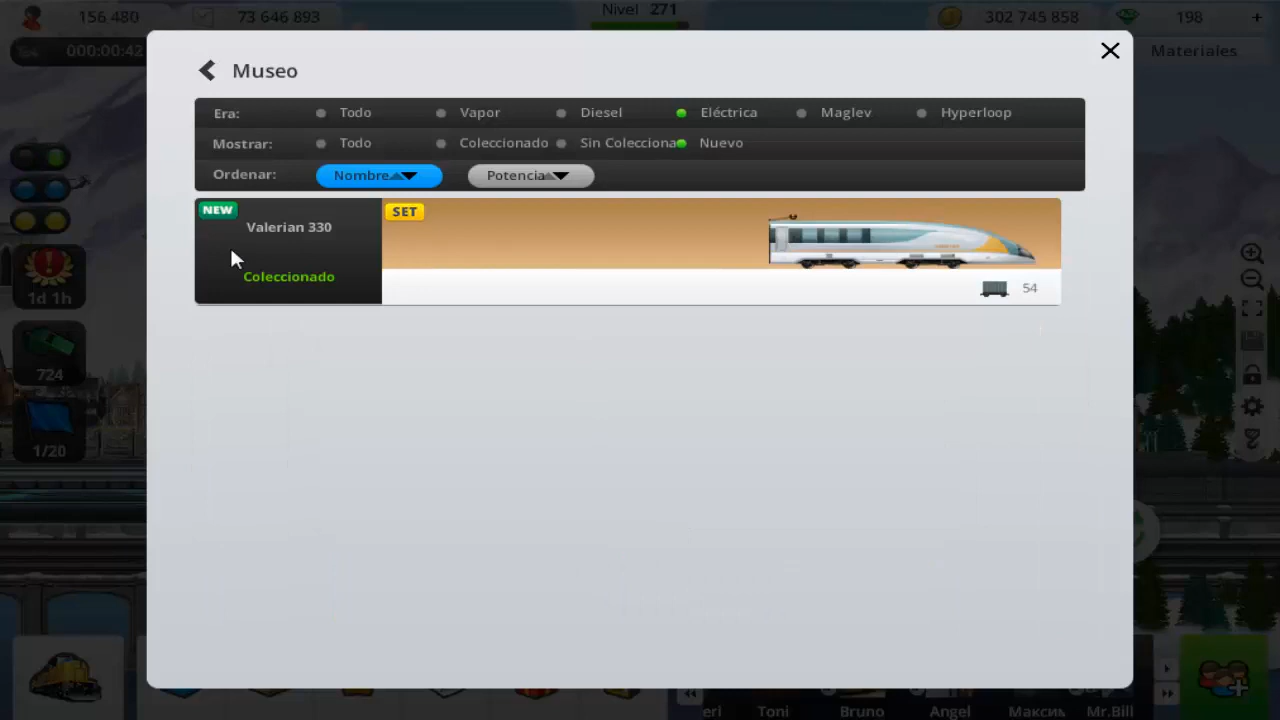 156 480 73 646 893 Nivel 271 302 745 858 198 +
000:00:42 Materiales
Museo
Era: Todo Vapor Diesel Eléctrica Maglev Hyperloop
Mostrar: Todo Coleccionado Sin Colecciona Nuevo
Ordenar: Nombre Potencia
NEW SET
Valerian 330
Coleccionado
54
1d 1h
724
1/20
eri Toni Bruno Angel Максим Mr.Bill